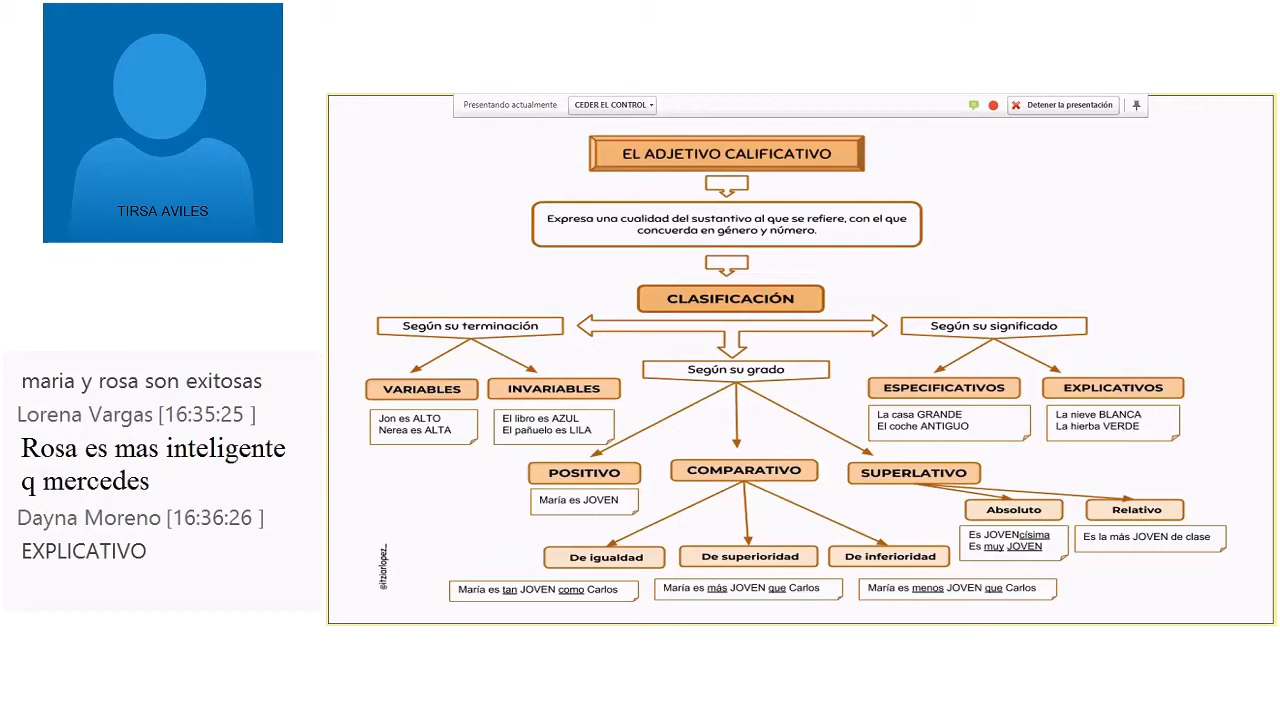 TIRSA AVILES
maria y rosa son exitosas
Lorena Vargas [16:35:25 ]
Rosa es mas inteligente
q mercedes
Dayna Moreno [16:36:26 ]
EXPLICATIVO
Presentando actualmente
CEDER EL CONTROL
Detener la presentación
EL ADJETIVO CALIFICATIVO
Expresa una cualidad del sustantivo al que se refiere, con el que
concuerda en género y número.
CLASIFICACIÓN
Según su terminación
VARIABLES
Jon es ALTO
Nerea es ALTA
INVARIABLES
El libro es AZUL
El pañuelo es LILA
Según su grado
POSITIVO
María es JOVEN
COMPARATIVO
De igualdad
María es tan JOVEN como Carlos
De superioridad
María es más JOVEN que Carlos
De inferioridad
María es menos JOVEN que Carlos
SUPERLATIVO
Absoluto
Es JOVENcísima
Es muy JOVEN
Relativo
Es la más JOVEN de clase
Según su significado
ESPECIFICATIVOS
La casa GRANDE
El coche ANTIGUO
EXPLICATIVOS
La nieve BLANCA
La hierba VERDE
@itziarlopez_